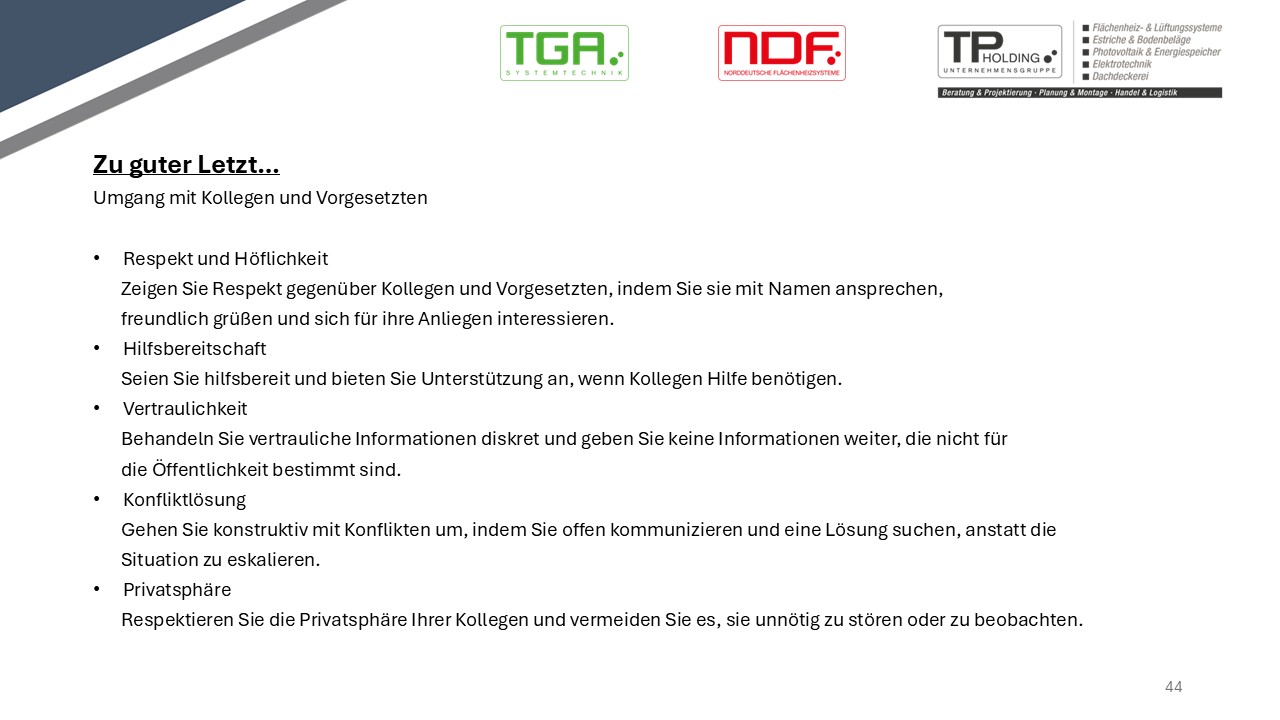 TGA
SYSTEMTECHNIK
NDF
NORDDEUTSCHE FLÄCHENHEIZSYSTEME
TP HOLDING
UNTERNEHMENSGRUPPE
■ Flächenheiz- & Lüftungssysteme
■ Estriche & Bodenbeläge
■ Photovoltaik & Energiespeicher
■ Elektrotechnik
■ Dachdeckerei
Beratung & Projektierung · Planung & Montage · Handel & Logistik
Zu guter Letzt...
Umgang mit Kollegen und Vorgesetzten
• Respekt und Höflichkeit
Zeigen Sie Respekt gegenüber Kollegen und Vorgesetzten, indem Sie sie mit Namen ansprechen,
freundlich grüßen und sich für ihre Anliegen interessieren.
• Hilfsbereitschaft
Seien Sie hilfsbereit und bieten Sie Unterstützung an, wenn Kollegen Hilfe benötigen.
• Vertraulichkeit
Behandeln Sie vertrauliche Informationen diskret und geben Sie keine Informationen weiter, die nicht für
die Öffentlichkeit bestimmt sind.
• Konfliktlösung
Gehen Sie konstruktiv mit Konflikten um, indem Sie offen kommunizieren und eine Lösung suchen, anstatt die
Situation zu eskalieren.
• Privatsphäre
Respektieren Sie die Privatsphäre Ihrer Kollegen und vermeiden Sie es, sie unnötig zu stören oder zu beobachten.
44